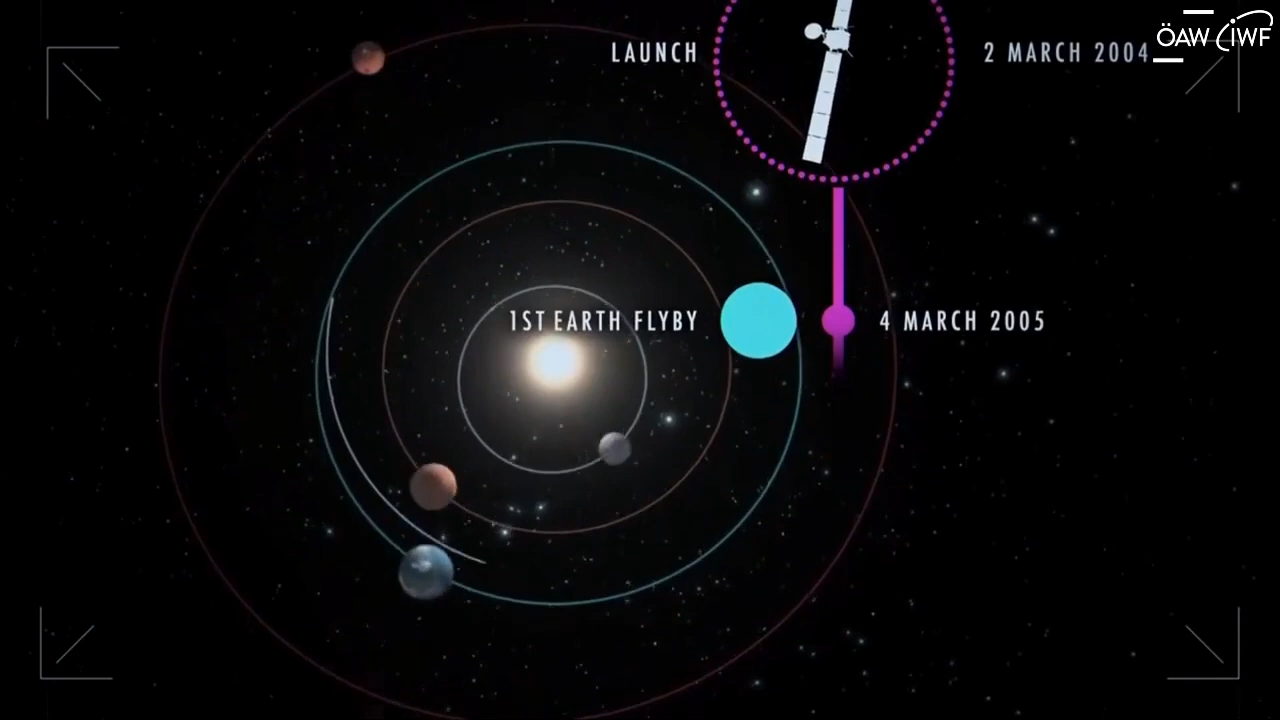 LAUNCH
2 MARCH 2004
ÖAW IWF
1ST EARTH FLYBY
4 MARCH 2005